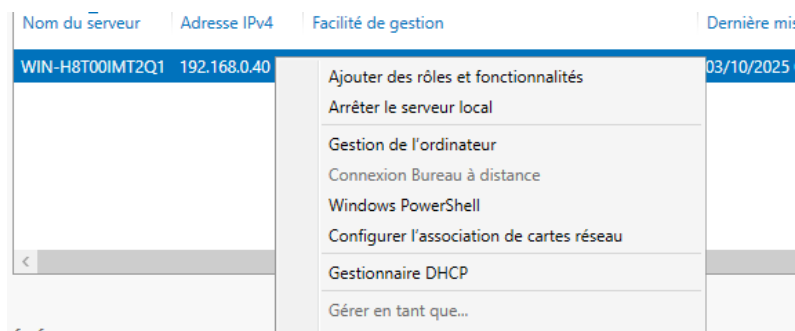 Nom du serveur Adresse IPv4 Facilité de gestion Dernière mis
WIN-H8T00IMT2Q1 192.168.0.40 03/10/2025
Ajouter des rôles et fonctionnalités
Arrêter le serveur local
Gestion de l'ordinateur
Connexion Bureau à distance
Windows PowerShell
Configurer l'association de cartes réseau
Gestionnaire DHCP
Gérer en tant que...